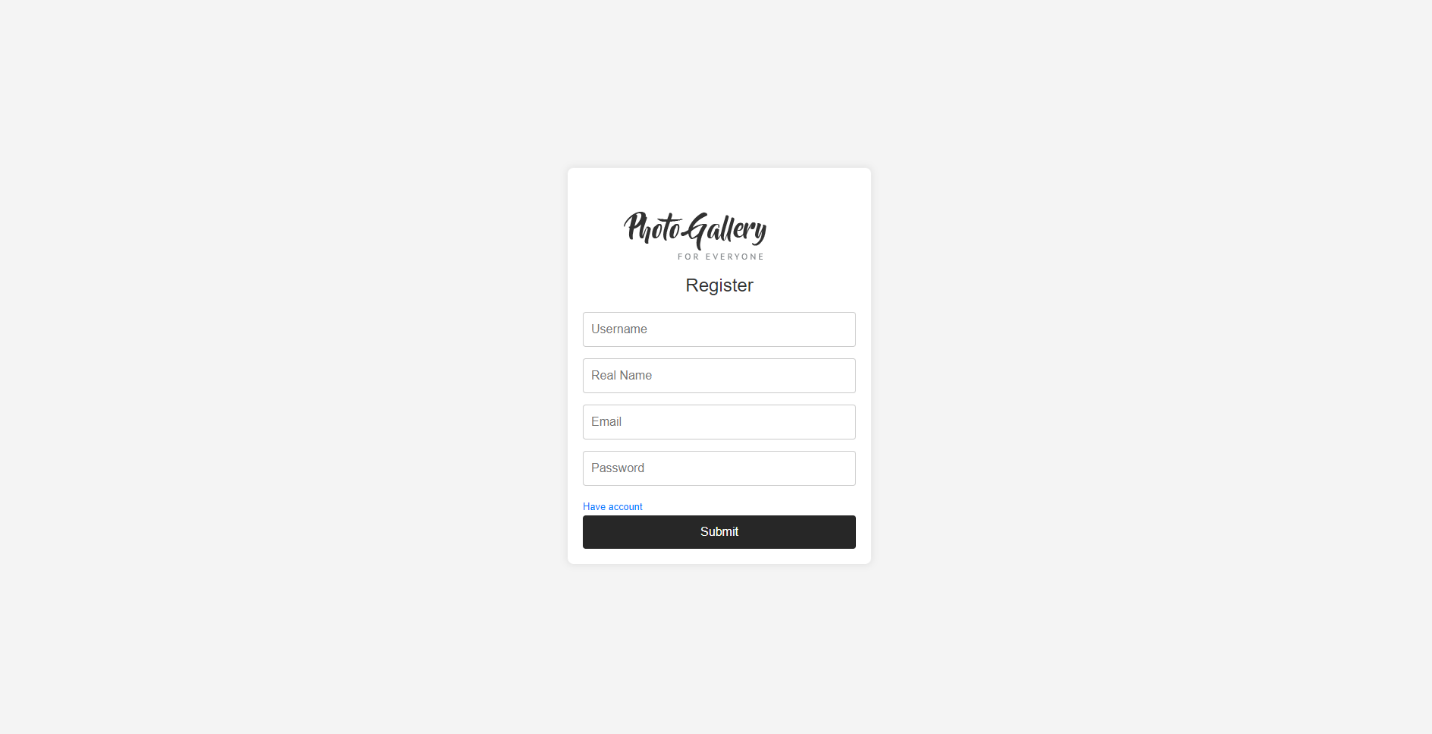 Photo Gallery
FOR EVERYONE
Register
Username
Real Name
Email
Password
Have account
Submit